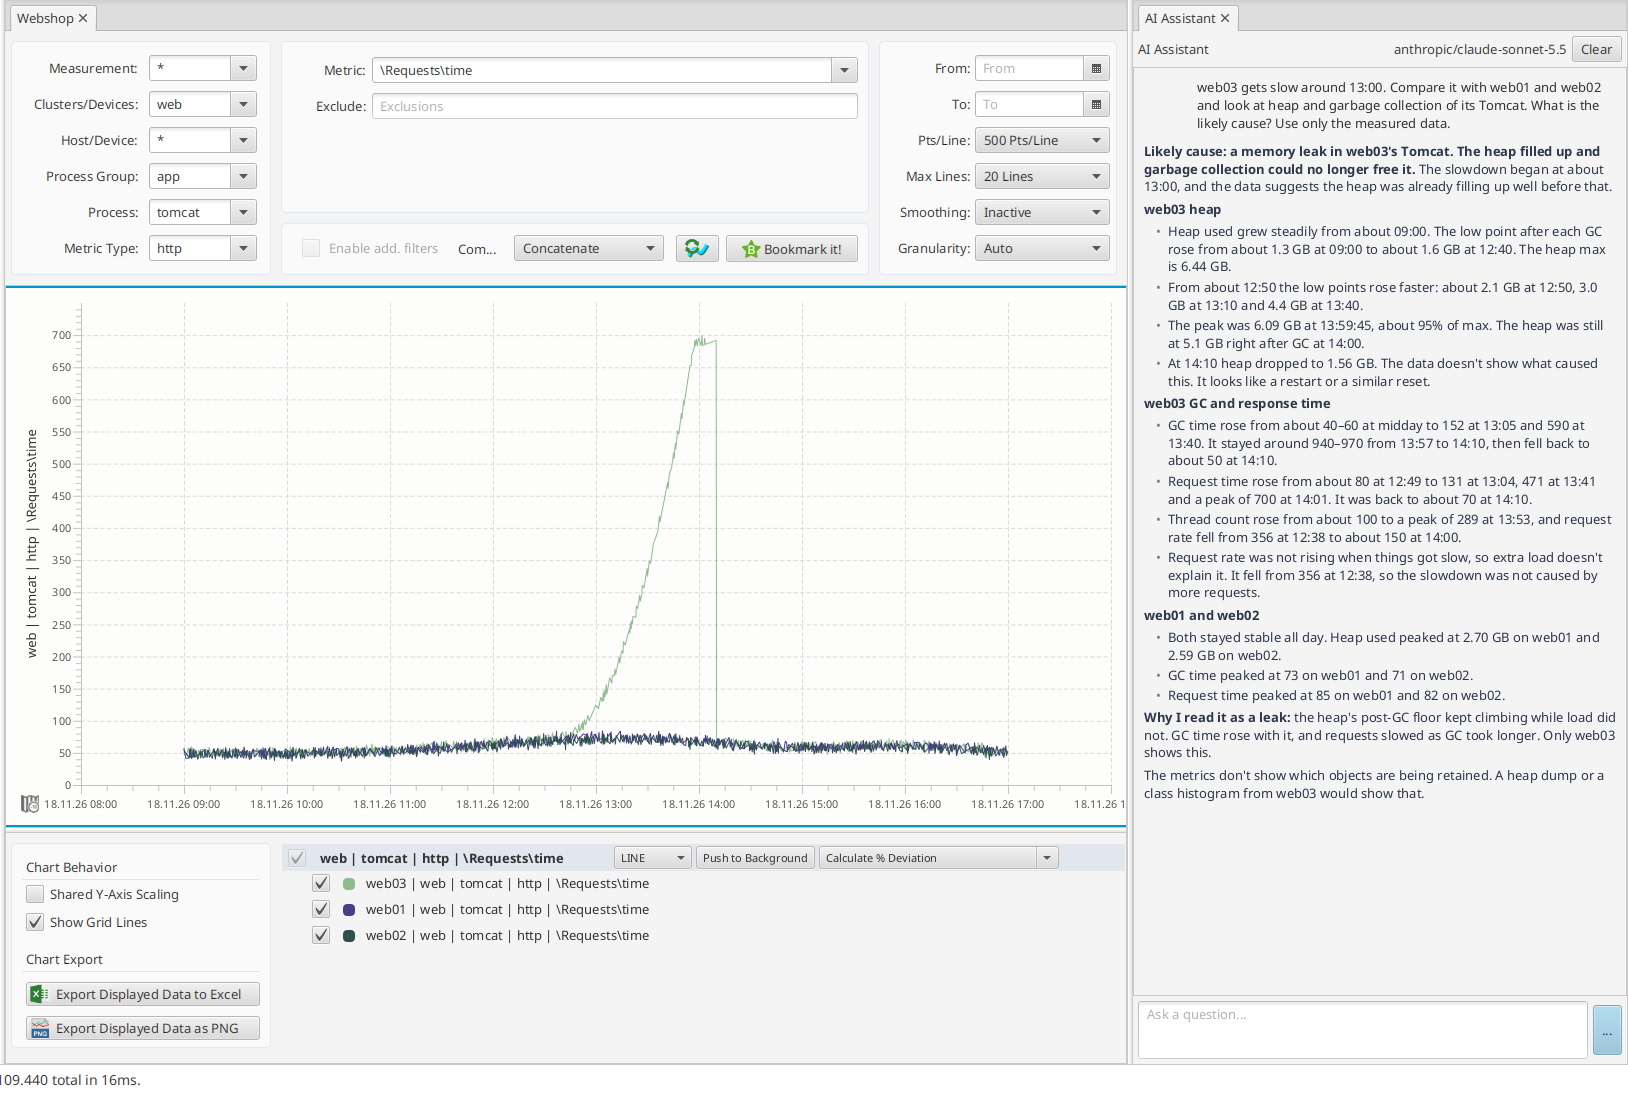 Webshop
Measurement: *
Clusters/Devices: web
Host/Device: *
Process Group: app
Process: tomcat
Metric Type: http
Metric: \Requests\time
Exclude: Exclusions
Enable add. filters Com... Concatenate Bookmark it!
From: From
To: To
Pts/Line: 500 Pts/Line
Max Lines: 20 Lines
Smoothing: Inactive
Granularity: Auto
web | tomcat | http | \Requests\time
700
650
600
550
500
450
400
350
300
250
200
150
100
50
0
18.11.26 08:00 18.11.26 09:00 18.11.26 10:00 18.11.26 11:00 18.11.26 12:00 18.11.26 13:00 18.11.26 14:00 18.11.26 15:00 18.11.26 16:00 18.11.26 17:00 18.11.26 1
Chart Behavior
Shared Y-Axis Scaling
Show Grid Lines
Chart Export
Export Displayed Data to Excel
PNG Export Displayed Data as PNG
web | tomcat | http | \Requests\time LINE Push to Background Calculate % Deviation
web03 | web | tomcat | http | \Requests\time
web01 | web | tomcat | http | \Requests\time
web02 | web | tomcat | http | \Requests\time
109.440 total in 16ms.
AI Assistant
AI Assistant anthropic/claude-sonnet-5.5 Clear
web03 gets slow around 13:00. Compare it with web01 and web02
and look at heap and garbage collection of its Tomcat. What is the
likely cause? Use only the measured data.
Likely cause: a memory leak in web03's Tomcat. The heap filled up and
garbage collection could no longer free it. The slowdown began at about
13:00, and the data suggests the heap was already filling up well before that.
web03 heap
• Heap used grew steadily from about 09:00. The low point after each GC
rose from about 1.3 GB at 09:00 to about 1.6 GB at 12:40. The heap max
is 6.44 GB.
• From about 12:50 the low points rose faster: about 2.1 GB at 12:50, 3.0
GB at 13:10 and 4.4 GB at 13:40.
• The peak was 6.09 GB at 13:59:45, about 95% of max. The heap was still
at 5.1 GB right after GC at 14:00.
• At 14:10 heap dropped to 1.56 GB. The data doesn't show what caused
this. It looks like a restart or a similar reset.
web03 GC and response time
• GC time rose from about 40–60 at midday to 152 at 13:05 and 590 at
13:40. It stayed around 940–970 from 13:57 to 14:10, then fell back to
about 50 at 14:10.
• Request time rose from about 80 at 12:49 to 131 at 13:04, 471 at 13:41
and a peak of 700 at 14:01. It was back to about 70 at 14:10.
• Thread count rose from about 100 to a peak of 289 at 13:53, and request
rate fell from 356 at 12:38 to about 150 at 14:00.
• Request rate was not rising when things got slow, so extra load doesn't
explain it. It fell from 356 at 12:38, so the slowdown was not caused by
more requests.
web01 and web02
• Both stayed stable all day. Heap used peaked at 2.70 GB on web01 and
2.59 GB on web02.
• GC time peaked at 73 on web01 and 71 on web02.
• Request time peaked at 85 on web01 and 82 on web02.
Why I read it as a leak: the heap's post-GC floor kept climbing while load did
not. GC time rose with it, and requests slowed as GC took longer. Only web03
shows this.
The metrics don't show which objects are being retained. A heap dump or a
class histogram from web03 would show that.
Ask a question...
...